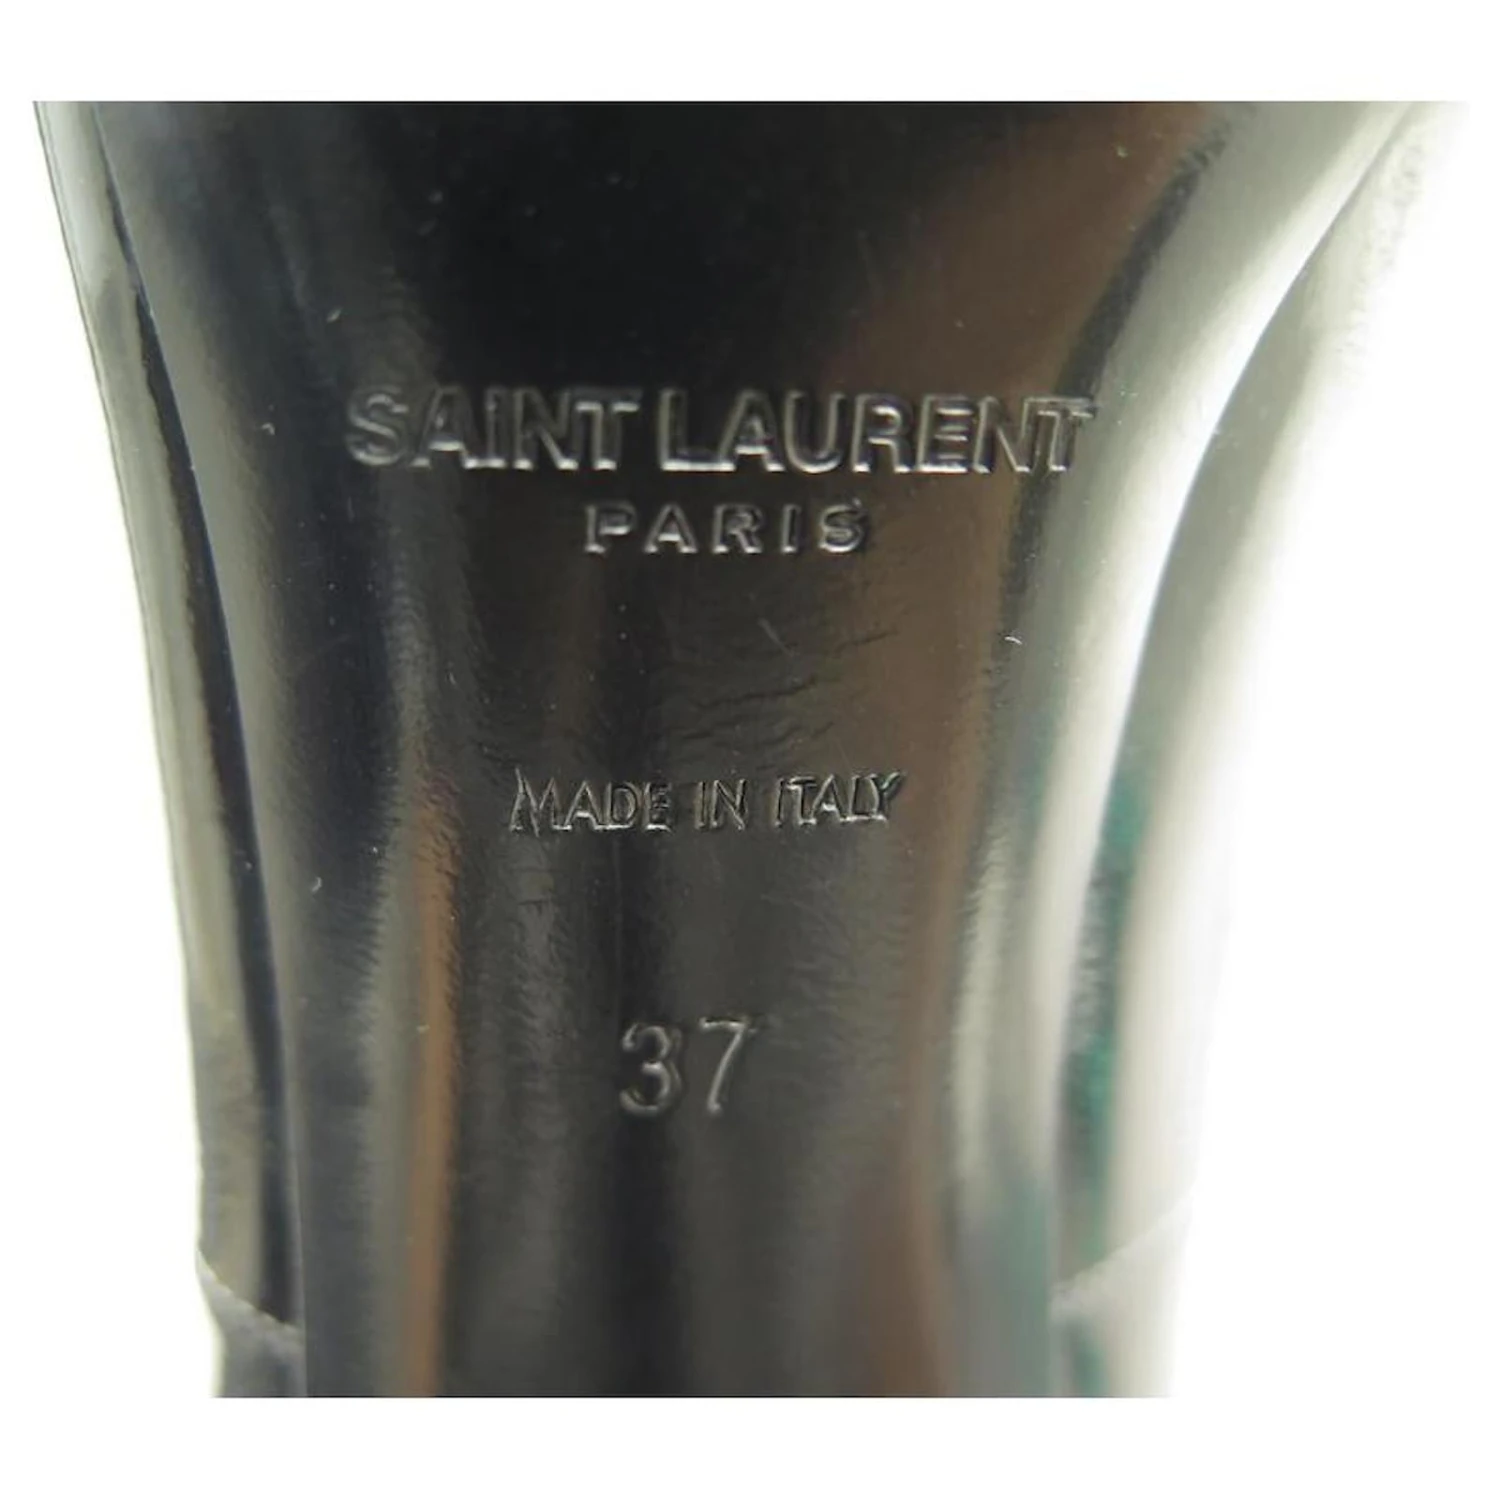 SAINT LAURENT
PARIS
MADE IN ITALY
37